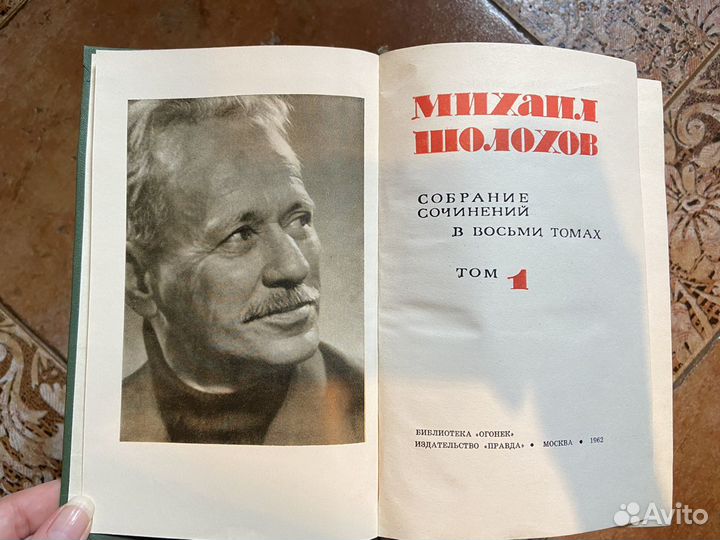 МИХАИЛ
ШОЛОХОВ
СОБРАНИЕ
СОЧИНЕНИЙ
В ВОСЬМИ ТОМАХ
ТОМ 1
БИБЛИОТЕКА «ОГОНЕК»
ИЗДАТЕЛЬСТВО «ПРАВДА» • МОСКВА • 1962
Avito